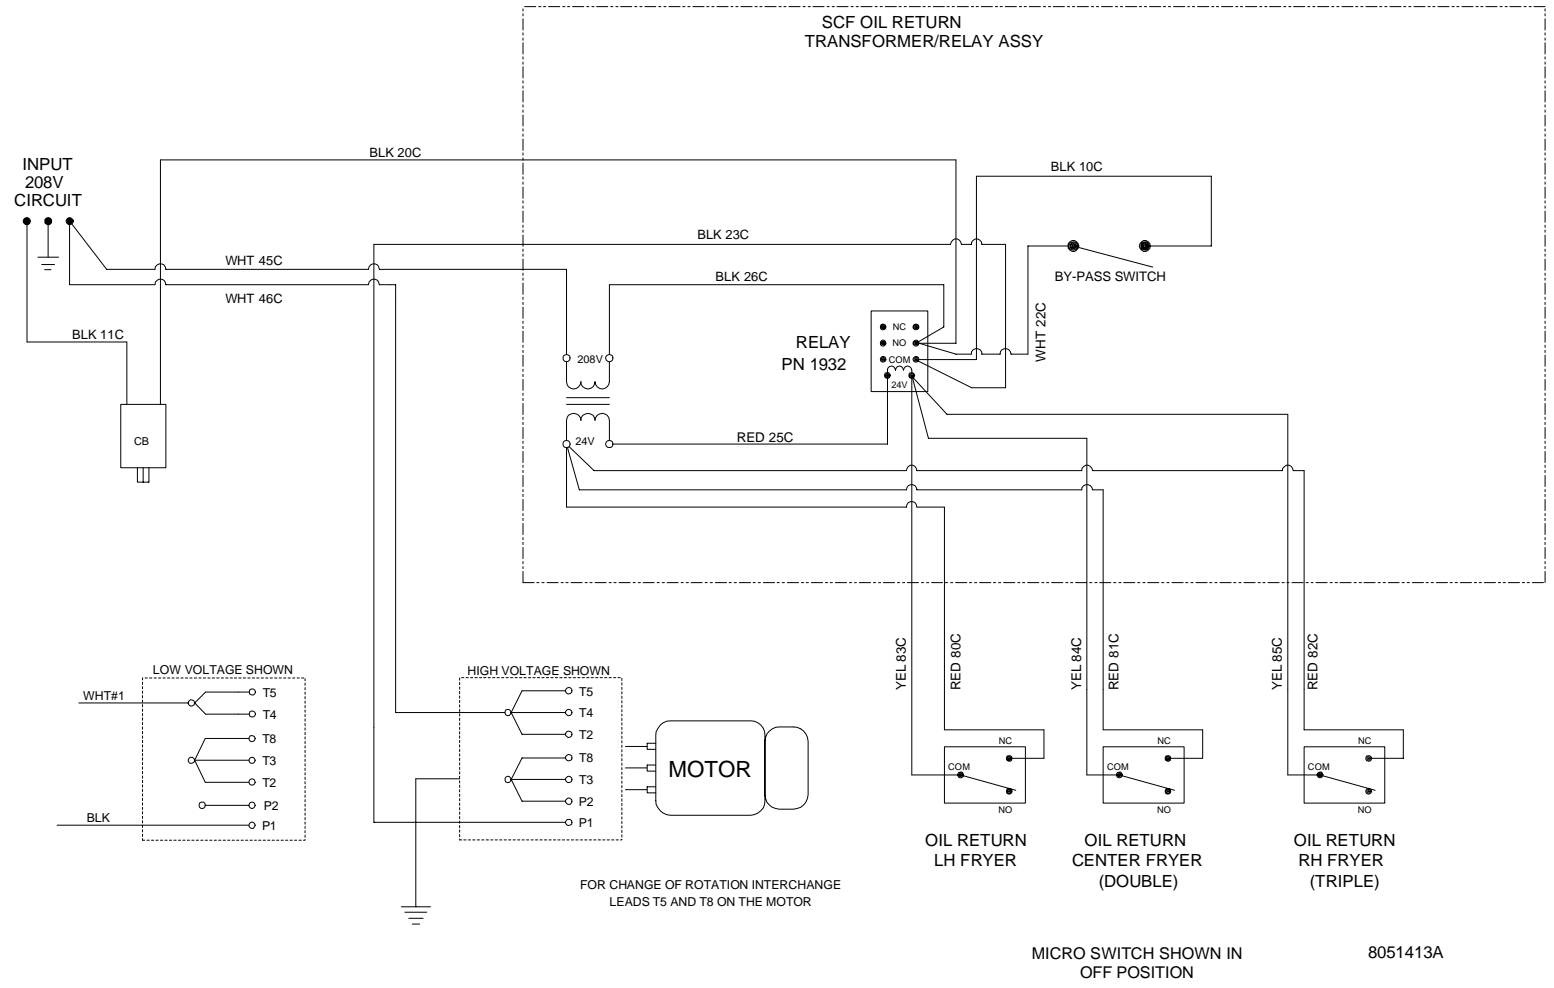 SCF OIL RETURN
TRANSFORMER/RELAY ASSY
BLK 20C
INPUT
208V
CIRCUIT
BLK 10C
BLK 23C
WHT 45C
BLK 26C
BY-PASS SWITCH
WHT 46C
WHT 22C
BLK 11C
NC
NO
COM
24V
RELAY
PN 1932
208V
24V
RED 25C
CB
YEL 83C
RED 80C
YEL 84C
RED 81C
YEL 85C
RED 82C
LOW VOLTAGE SHOWN
WHT#1
T5
T4
T8
T3
T2
P2
P1
BLK
HIGH VOLTAGE SHOWN
T5
T4
T2
T8
T3
P2
P1
MOTOR
NC
COM
NO
NC
COM
NO
NC
COM
NO
OIL RETURN
LH FRYER
OIL RETURN
CENTER FRYER
(DOUBLE)
OIL RETURN
RH FRYER
(TRIPLE)
FOR CHANGE OF ROTATION INTERCHANGE
LEADS T5 AND T8 ON THE MOTOR
MICRO SWITCH SHOWN IN
OFF POSITION
8051413A